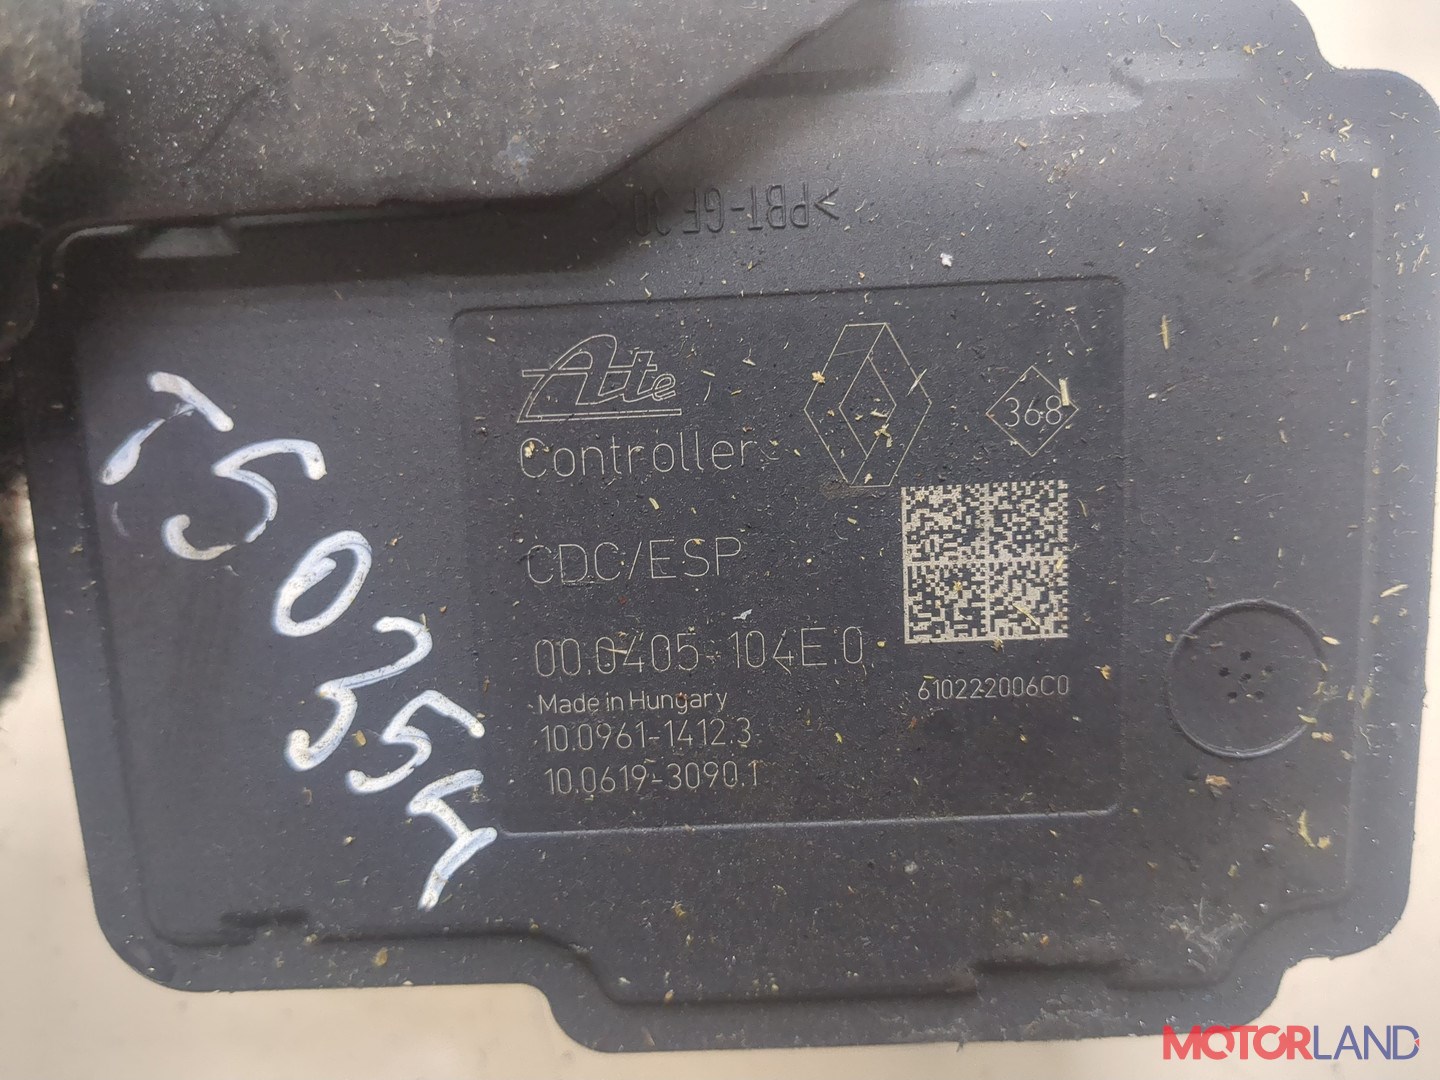 >PBT-GF30
Ate
368
Controller
CDC/ESP
00.0405-104E.0
Made in Hungary
610222006C0
10.0961-1412.3
10.0619-3090.1
MOTORLAND